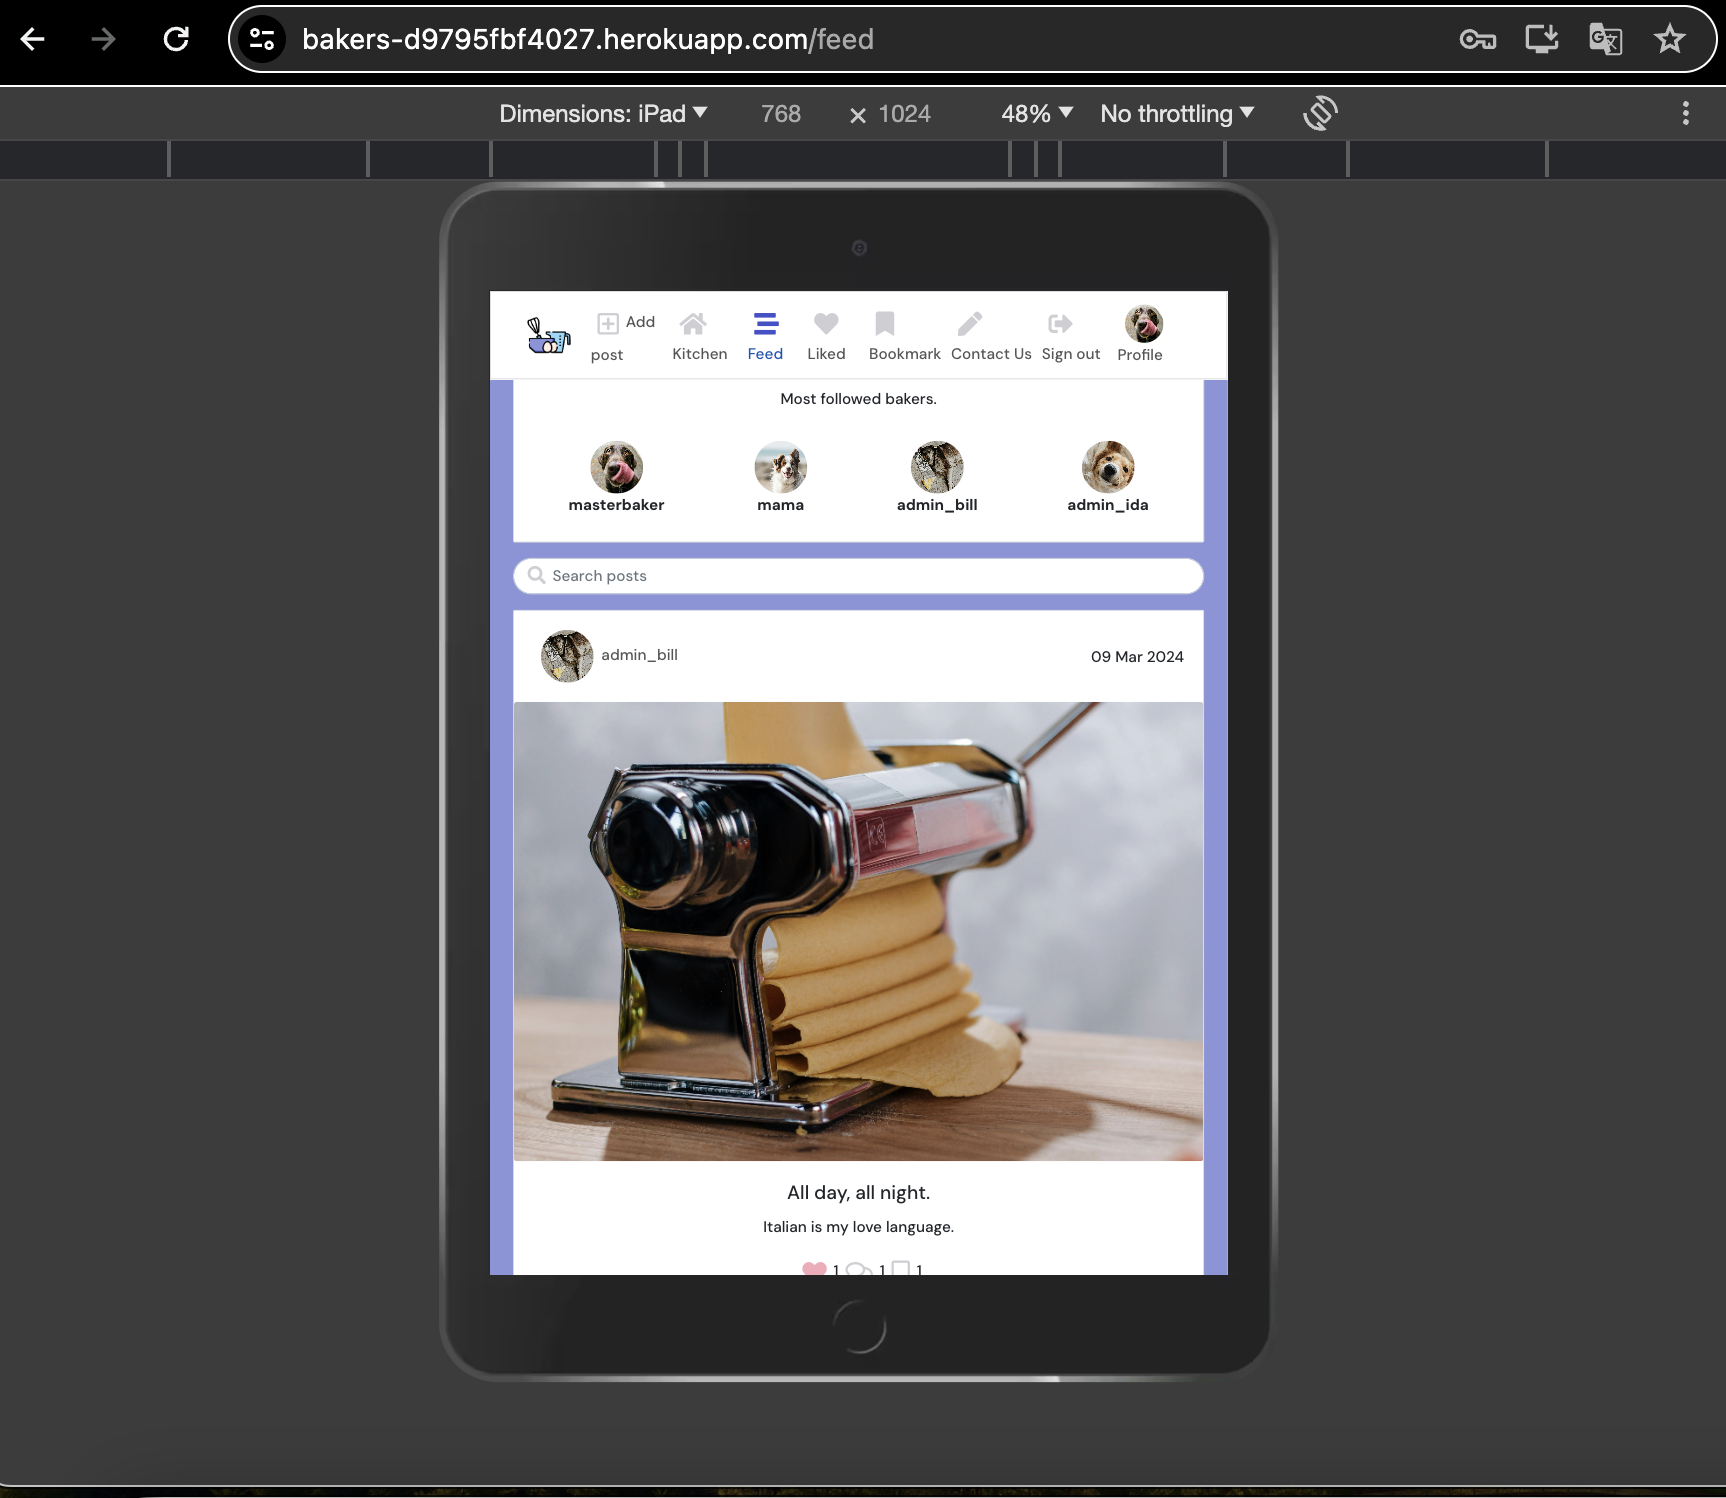 bakers-d9795fbf4027.herokuapp.com/feed
Dimensions: iPad 768 × 1024 48% No throttling
Add
post Kitchen Feed Liked Bookmark Contact Us Sign out Profile
Most followed bakers.
masterbaker mama admin_bill admin_ida
Search posts
admin_bill 09 Mar 2024
All day, all night.
Italian is my love language.
1 1 1